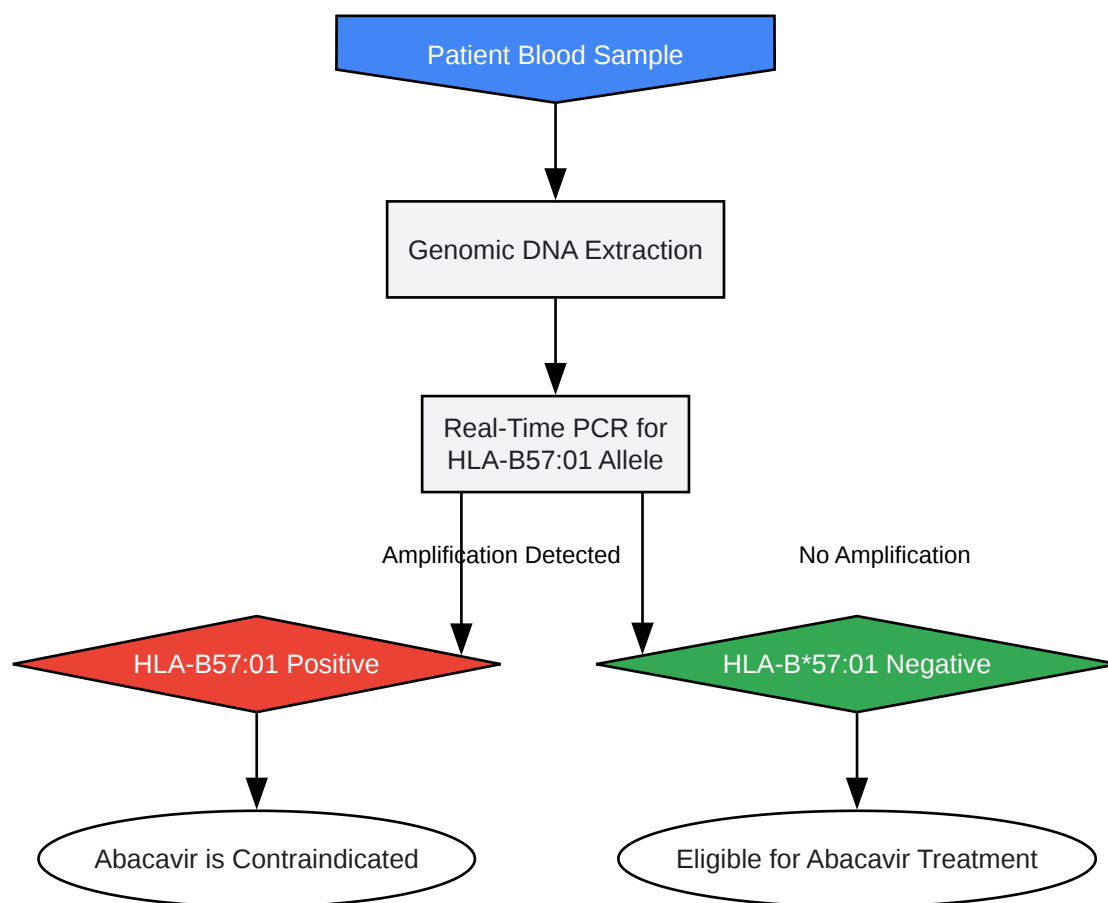 Patient Blood Sample
Genomic DNA Extraction
Real-Time PCR for
HLA-B57:01 Allele
Amplification Detected
No Amplification
HLA-B57:01 Positive
HLA-B*57:01 Negative
Abacavir is Contraindicated
Eligible for Abacavir Treatment